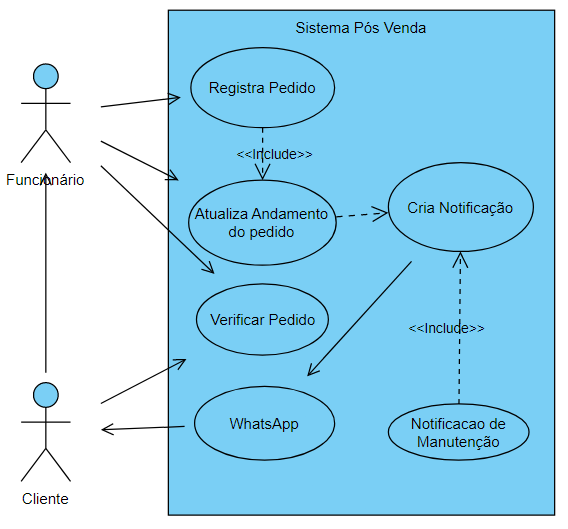 Sistema Pós Venda
Registra Pedido
<<Include>>
Funcionário
Atualiza Andamento
do pedido
Cria Notificação
Verificar Pedido
<<Include>>
WhatsApp
Notificacao de
Manutenção
Cliente